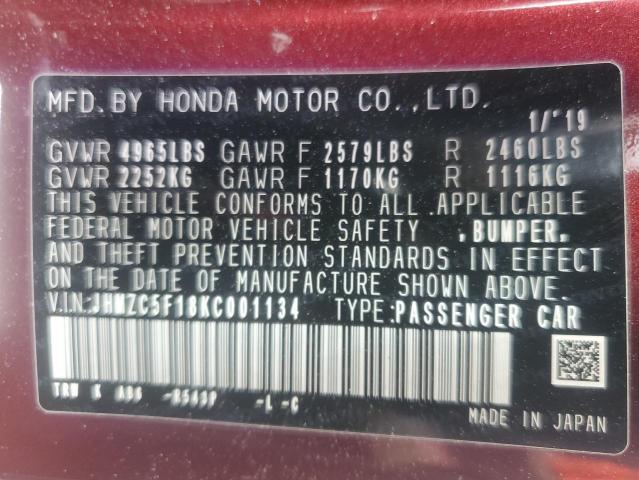 MFD. BY HONDA MOTOR CO., LTD.
1/'19
GVWR 4965LBS GAWR F 2579LBS R 2460LBS
GVWR 2252KG GAWR F 1170KG R 1116KG
THIS VEHICLE CONFORMS TO ALL APPLICABLE
FEDERAL MOTOR VEHICLE SAFETY , BUMPER,
AND THEFT PREVENTION STANDARDS IN EFFECT
ON THE DATE OF MANUFACTURE SHOWN ABOVE.
V.I.N: JHMZC5F18KC001134 TYPE: PASSENGER CAR
-L -C
MADE IN JAPAN